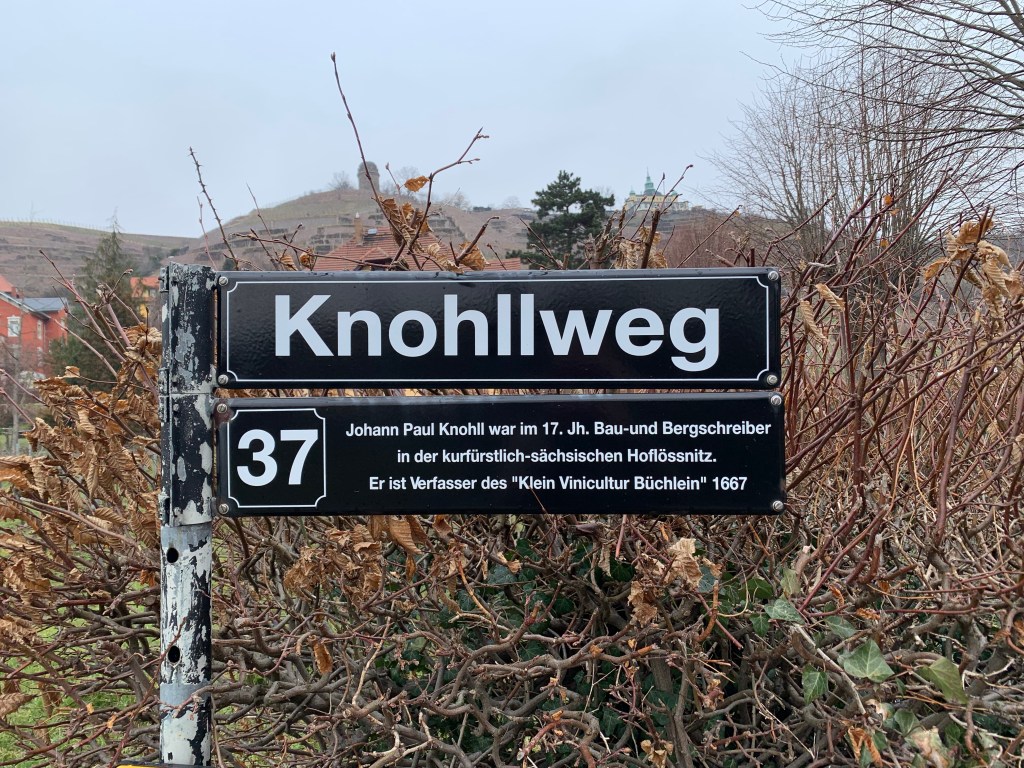 Knohllweg
37
Johann Paul Knohll war im 17. Jh. Bau-und Bergschreiber
in der kurfürstlich-sächsischen Hoflössnitz.
Er ist Verfasser des "Klein Vinicultur Büchlein" 1667